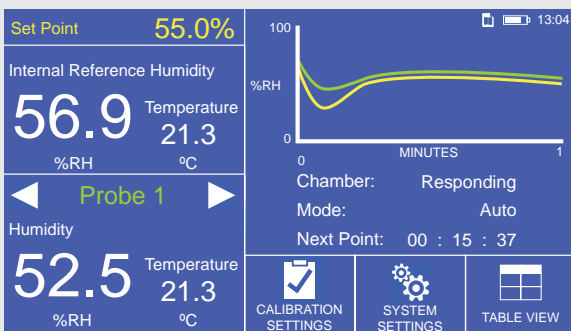 Set Point 55.0%
Internal Reference Humidity
56.9
Temperature
21.3
%RH ºC
Probe 1
Humidity
52.5
Temperature
21.3
%RH ºC
13:04
100
%RH
0
0 MINUTES 1
Chamber: Responding
Mode: Auto
Next Point: 00 : 15 : 37
CALIBRATION
SETTINGS
SYSTEM
SETTINGS
TABLE VIEW